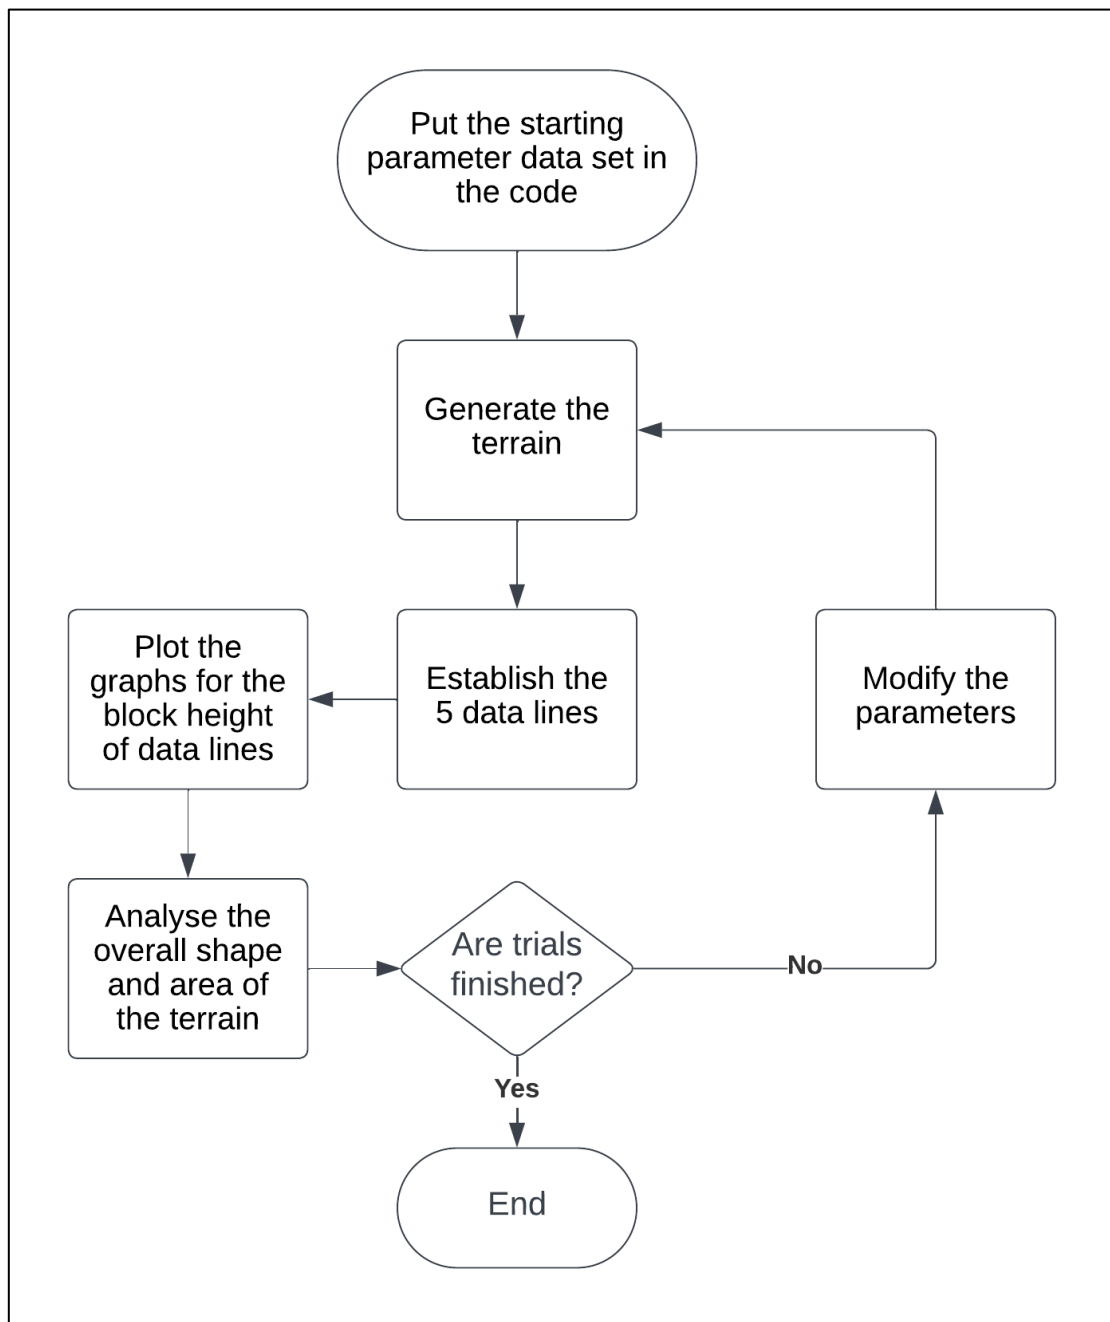 Put the starting
parameter data set in
the code
Generate the
terrain
Plot the
graphs for the
block height
of data lines
Establish the
5 data lines
Modify the
parameters
Analyse the
overall shape
and area of
the terrain
Are trials
finished?
No
Yes
End